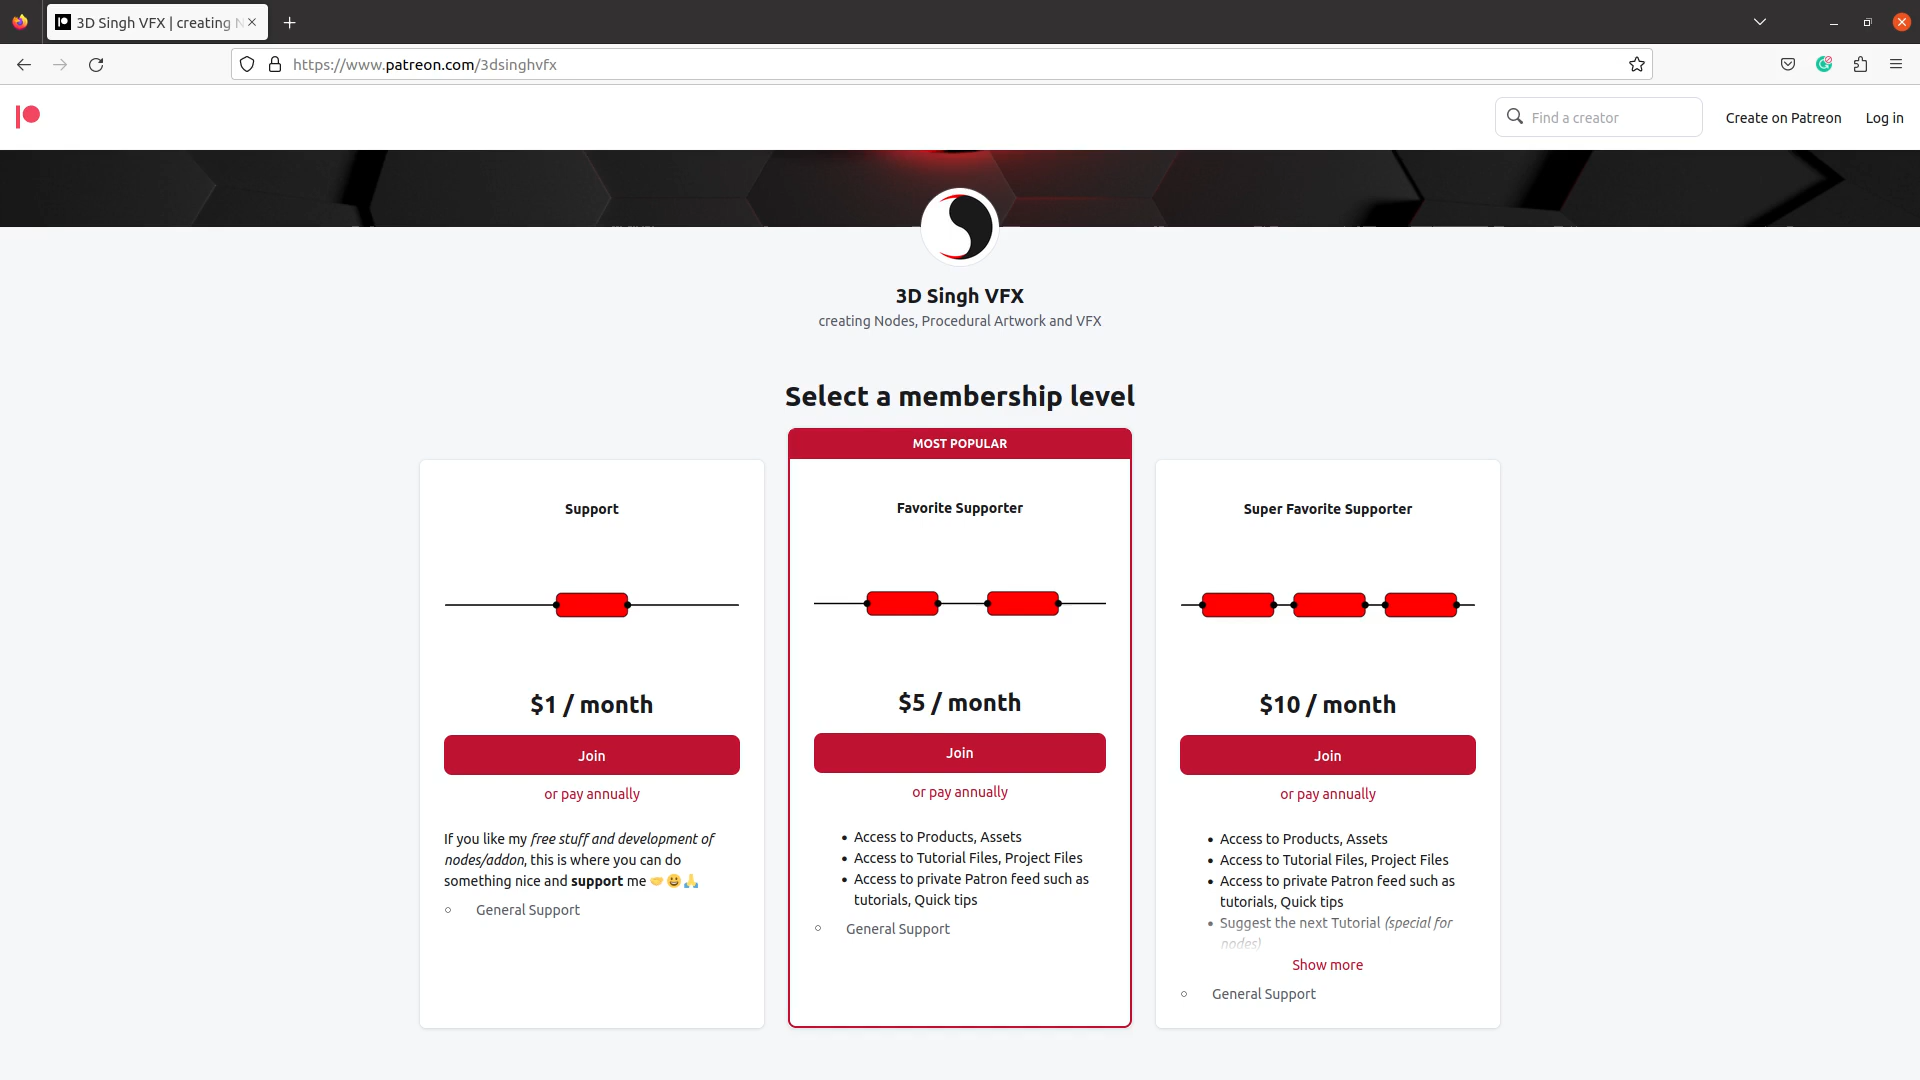 3D Singh VFX | creating N
https://www.patreon.com/3dsinghvfx
Find a creator
Create on Patreon
Log in
3D Singh VFX
creating Nodes, Procedural Artwork and VFX
Select a membership level
Support
$1 / month
Join
or pay annually
If you like my free stuff and development of
nodes/addon, this is where you can do
something nice and support me 🤝😃🙏
General Support
MOST POPULAR
Favorite Supporter
$5 / month
Join
or pay annually
• Access to Products, Assets
• Access to Tutorial Files, Project Files
• Access to private Patron feed such as
tutorials, Quick tips
General Support
Super Favorite Supporter
$10 / month
Join
or pay annually
• Access to Products, Assets
• Access to Tutorial Files, Project Files
• Access to private Patron feed such as
tutorials, Quick tips
• Suggest the next Tutorial (special for
nodes)
Show more
General Support